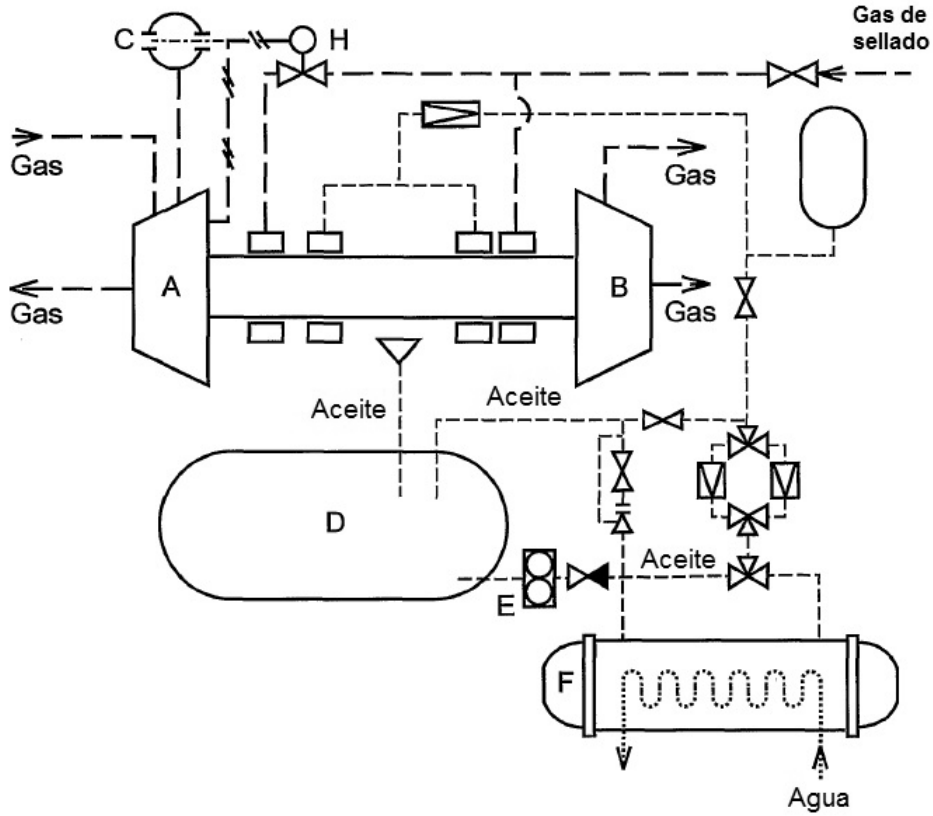 C
H
Gas de
sellado
Gas
Gas
A
B
Gas
Gas
Aceite
Aceite
D
Aceite
E
F
Agua